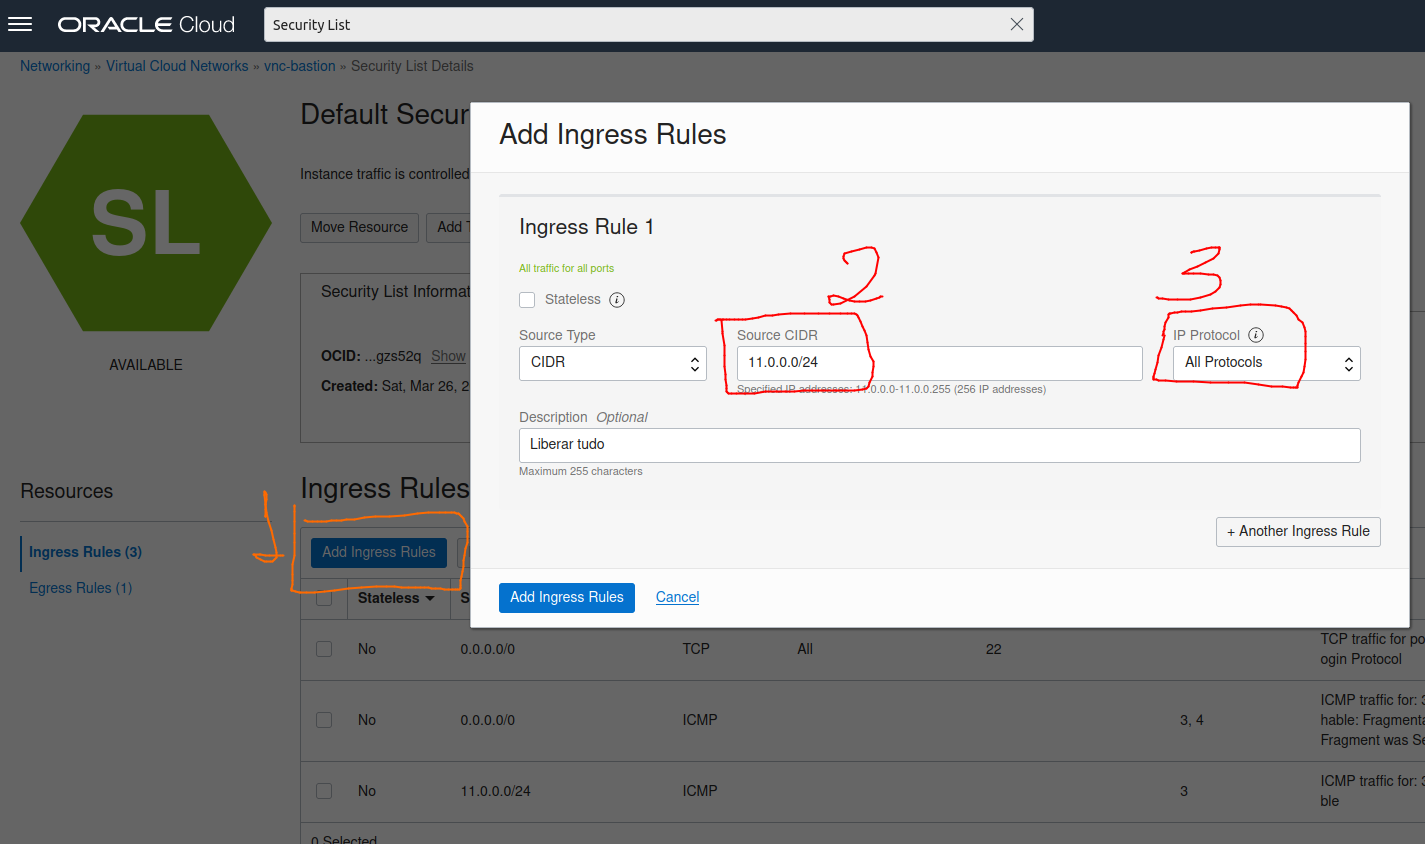 ORACLE Cloud
Security List
Networking » Virtual Cloud Networks » vnc-bastion » Security List Details
Default Secur
SL
AVAILABLE
Instance traffic is controlled
Move Resource
Add T
Security List Informat
OCID: ...gzs52q Show
Created: Sat, Mar 26, 2
Resources
Ingress Rules (3)
Egress Rules (1)
Ingress Rules
1
Add Ingress Rules
Stateless S
No 0.0.0.0/0 TCP All 22 TCP traffic for po
ogin Protocol
No 0.0.0.0/0 ICMP 3, 4 ICMP traffic for: 3
hable: Fragmenta
Fragment was Se
No 11.0.0.0/24 ICMP 3 ICMP traffic for: 3
ble
0 Selected
Add Ingress Rules
Ingress Rule 1
All traffic for all ports
Stateless
2
3
Source Type
CIDR
Source CIDR
11.0.0.0/24
Specified IP addresses: 11.0.0.0-11.0.0.255 (256 IP addresses)
IP Protocol
All Protocols
Description Optional
Liberar tudo
Maximum 255 characters
+ Another Ingress Rule
Add Ingress Rules
Cancel